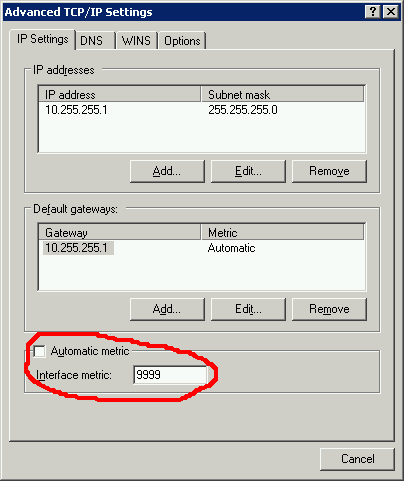 Advanced TCP/IP Settings
IP Settings DNS WINS Options
IP addresses
IP address Subnet mask
10.255.255.1 255.255.255.0
Add... Edit... Remove
Default gateways:
Gateway Metric
10.255.255.1 Automatic
Add... Edit... Remove
Automatic metric
Interface metric: 9999
Cancel